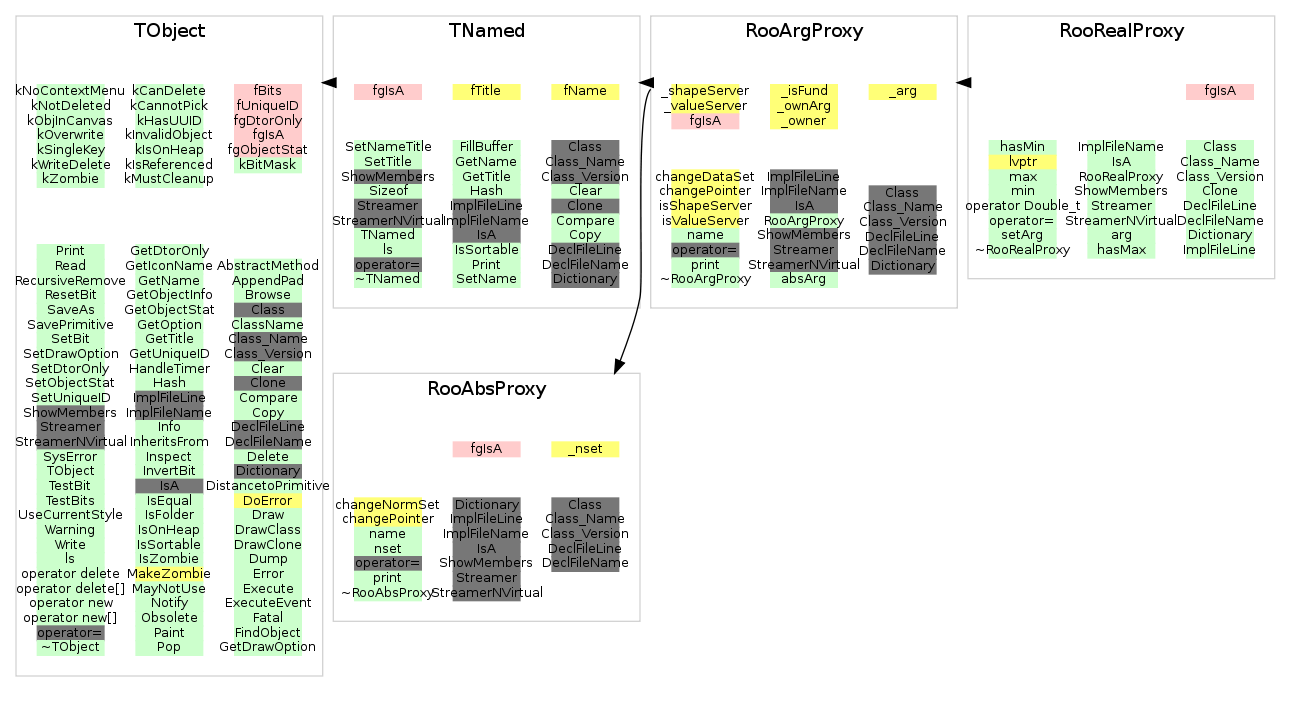 TObject
kNoContextMenu
kNotDeleted
kObjInCanvas
kOverwrite
kSingleKey
kWriteDelete
kZombie
kCanDelete
kCannotPick
kHasUUID
kInvalidObject
kIsOnHeap
kIsReferenced
kMustCleanup
fBits
fUniqueID
fgDtorOnly
fgIsA
fgObjectStat
kBitMask
Print
Read
RecursiveRemove
ResetBit
SaveAs
SavePrimitive
SetBit
SetDrawOption
SetDtorOnly
SetObjectStat
SetUniqueID
ShowMembers
Streamer
StreamerNVirtual
SysError
TObject
TestBit
TestBits
UseCurrentStyle
Warning
Write
ls
operator delete
operator delete[]
operator new
operator new[]
operator=
~TObject
GetDtorOnly
GetIconName
GetName
GetObjectInfo
GetObjectStat
GetOption
GetTitle
GetUniqueID
HandleTimer
Hash
ImplFileLine
ImplFileName
Info
InheritsFrom
Inspect
InvertBit
IsA
IsEqual
IsFolder
IsOnHeap
IsSortable
IsZombie
MakeZombie
MayNotUse
Notify
Obsolete
Paint
Pop
AbstractMethod
AppendPad
Browse
Class
ClassName
Class_Name
Class_Version
Clear
Clone
Compare
Copy
DeclFileLine
DeclFileName
Delete
Dictionary
DistancetoPrimitive
DoError
Draw
DrawClass
DrawClone
Dump
Error
Execute
ExecuteEvent
Fatal
FindObject
GetDrawOption
TNamed
fgIsA
fTitle
fName
SetNameTitle
SetTitle
ShowMembers
Sizeof
Streamer
StreamerNVirtual
TNamed
ls
operator=
~TNamed
FillBuffer
GetName
GetTitle
Hash
ImplFileLine
ImplFileName
IsA
IsSortable
Print
SetName
Class
Class_Name
Class_Version
Clear
Clone
Compare
Copy
DeclFileLine
DeclFileName
Dictionary
RooAbsProxy
fgIsA
_nset
changeNormSet
changePointer
name
nset
operator=
print
~RooAbsProxy
Dictionary
ImplFileLine
ImplFileName
IsA
ShowMembers
Streamer
StreamerNVirtual
Class
Class_Name
Class_Version
DeclFileLine
DeclFileName
RooArgProxy
_shapeServer
_valueServer
fgIsA
_isFund
_ownArg
_owner
_arg
changeDataSet
changePointer
isShapeServer
isValueServer
name
operator=
print
~RooArgProxy
ImplFileLine
ImplFileName
IsA
RooArgProxy
ShowMembers
Streamer
StreamerNVirtual
absArg
Class
Class_Name
Class_Version
DeclFileLine
DeclFileName
Dictionary
RooRealProxy
fgIsA
hasMin
lvptr
max
min
operator Double_t
operator=
setArg
~RooRealProxy
ImplFileName
IsA
RooRealProxy
ShowMembers
Streamer
StreamerNVirtual
arg
hasMax
Class
Class_Name
Class_Version
Clone
DeclFileLine
DeclFileName
Dictionary
ImplFileLine